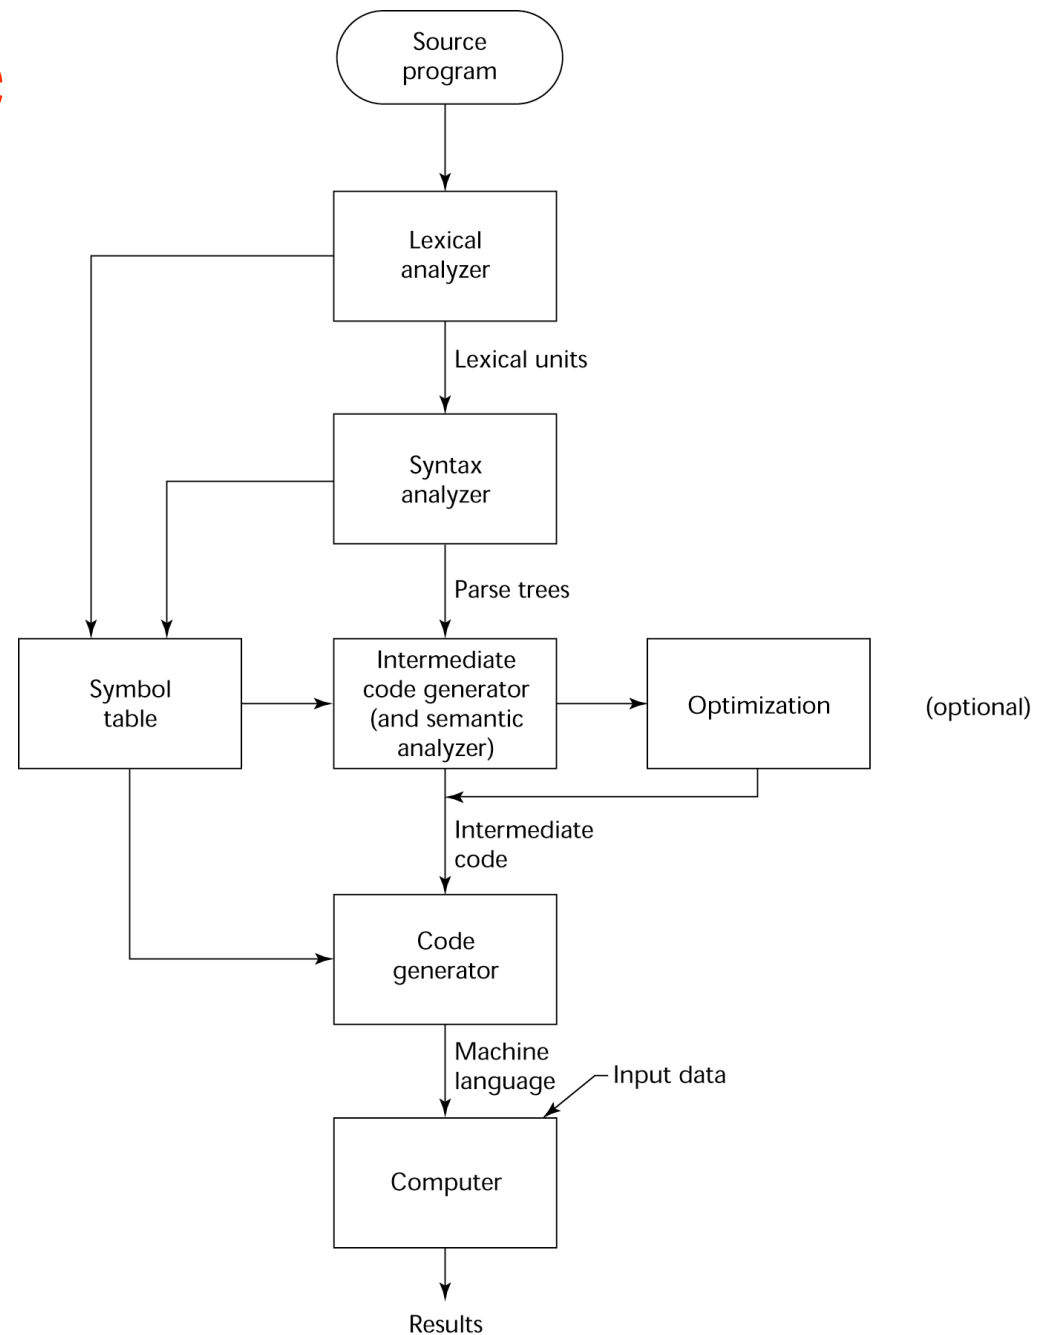 Source
program
Lexical
analyzer
Lexical units
Syntax
analyzer
Parse trees
Symbol
table
Intermediate
code generator
(and semantic
analyzer)
Optimization
(optional)
Intermediate
code
Code
generator
Machine
language
Input data
Computer
Results